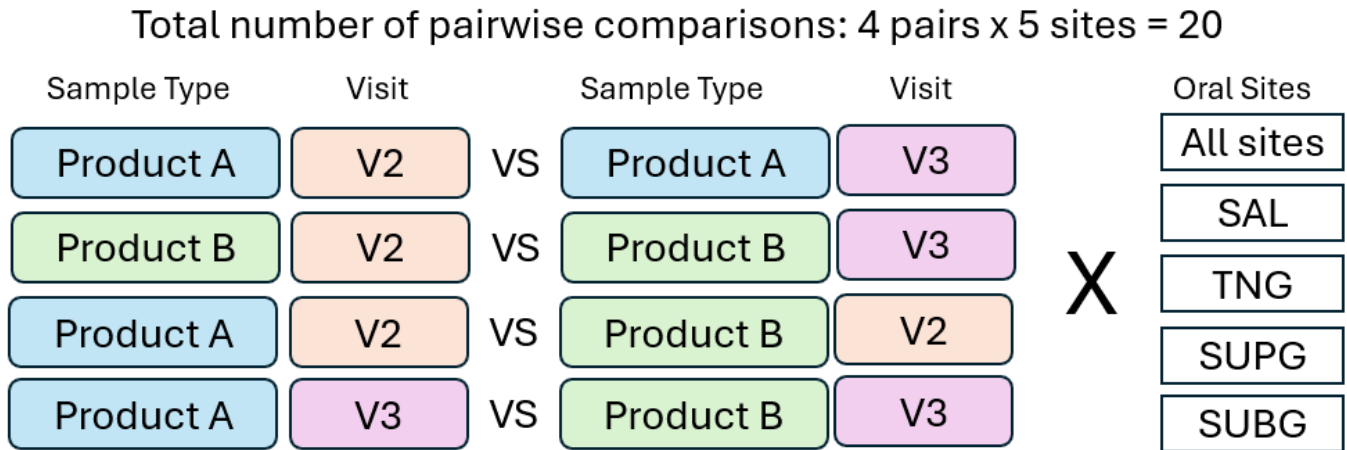 Total number of pairwise comparisons: 4 pairs x 5 sites = 20
Sample Type Visit Sample Type Visit Oral Sites
Product A V2 VS Product A V3 All sites
Product B V2 VS Product B V3 SAL
X TNG
Product A V2 VS Product B V2 SUPG
Product A V3 VS Product B V3 SUBG